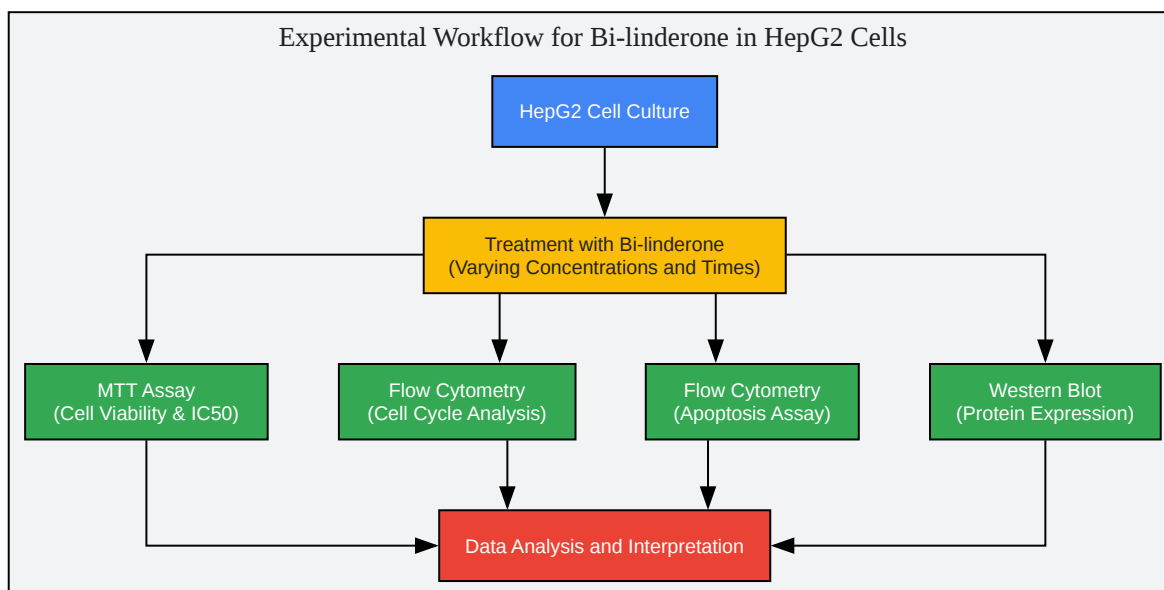 Experimental Workflow for Bi-linderone in HepG2 Cells
HepG2 Cell Culture
Treatment with Bi-linderone
(Varying Concentrations and Times)
MTT Assay
(Cell Viability & IC50)
Flow Cytometry
(Cell Cycle Analysis)
Flow Cytometry
(Apoptosis Assay)
Western Blot
(Protein Expression)
Data Analysis and Interpretation